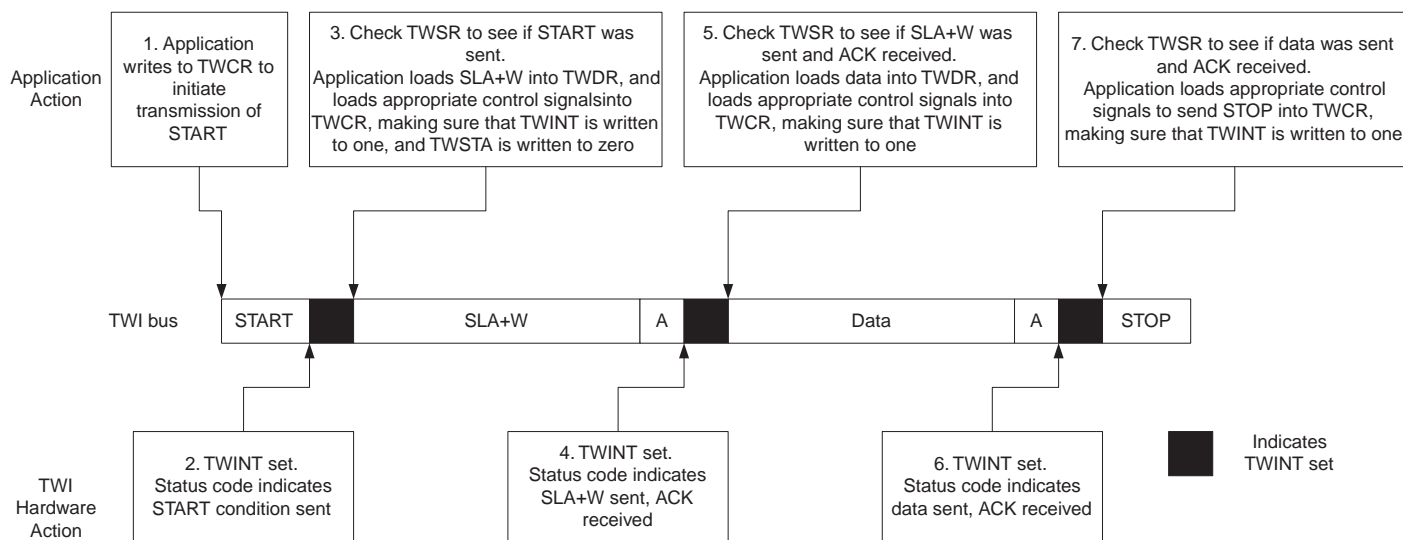 Application
Action
1. Application
writes to TWCR to
initiate
transmission of
START
3. Check TWSR to see if START was
sent.
Application loads SLA+W into TWDR, and
loads appropriate control signalsinto
TWCR, making sure that TWINT is written
to one, and TWSTA is written to zero
5. Check TWSR to see if SLA+W was
sent and ACK received.
Application loads data into TWDR, and
loads appropriate control signals into
TWCR, making sure that TWINT is
written to one
7. Check TWSR to see if data was sent
and ACK received.
Application loads appropriate control
signals to send STOP into TWCR,
making sure that TWINT is written to one
TWI bus
START
SLA+W
A
Data
A
STOP
TWI
Hardware
Action
2. TWINT set.
Status code indicates
START condition sent
4. TWINT set.
Status code indicates
SLA+W sent, ACK
received
6. TWINT set.
Status code indicates
data sent, ACK received
Indicates
TWINT set